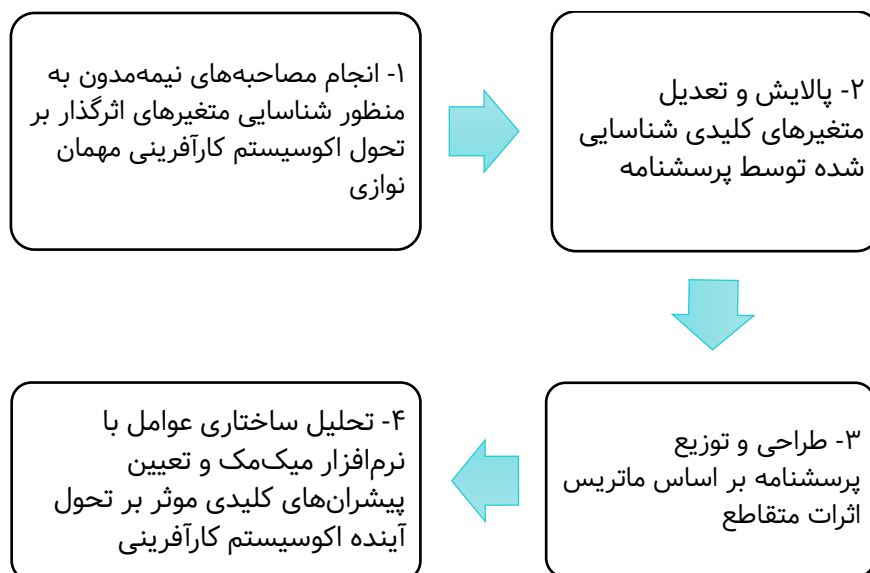 ۱- انجام مصاحبه‌های نیمه‌مدون به
منظور شناسایی متغیرهای اثرگذار بر
تحول اکوسیستم کارآفرینی مهمان
نوازی
۲- پالایش و تعدیل
متغیرهای کلیدی شناسایی
شده توسط پرسشنامه
۳- طراحی و توزیع
پرسشنامه بر اساس ماتریس
اثرات متقاطع
۴- تحلیل ساختاری عوامل با
نرم‌افزار میک‌مک و تعیین
پیشران‌های کلیدی موثر بر تحول
آینده اکوسیستم کارآفرینی